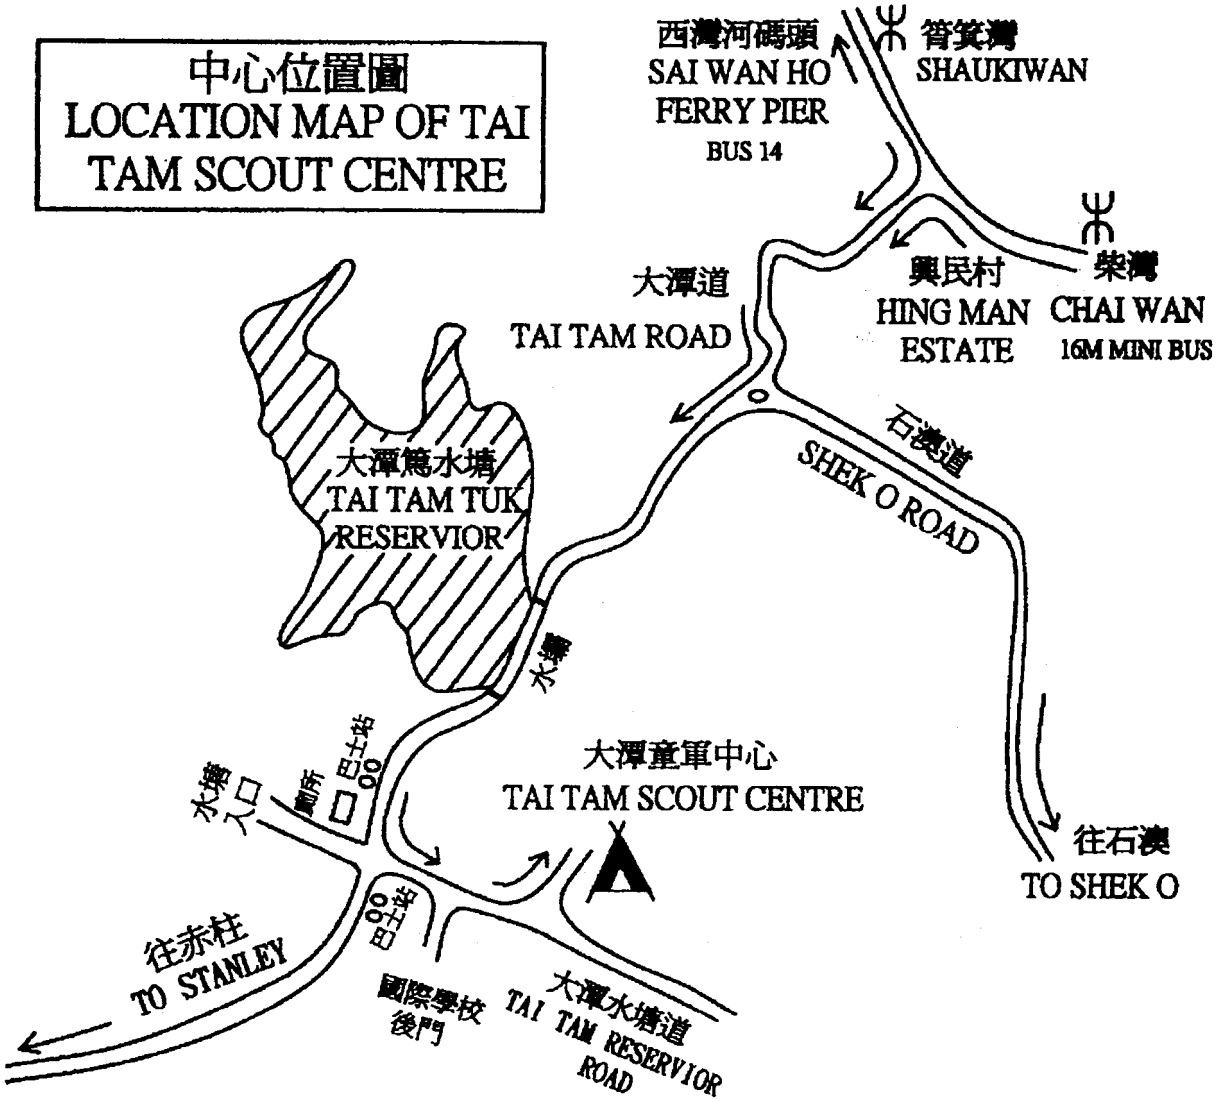 中心位置圖
LOCATION MAP OF TAI
TAM SCOUT CENTRE
西灣河碼頭
SAI WAN HO
FERRY PIER
BUS 14
筲箕灣
SHAUKIWAN
柴灣
CHAI WAN
16M MINI BUS
興民村
HING MAN
ESTATE
大潭道
TAI TAM ROAD
石澳道
SHEK O ROAD
大潭篤水塘
TAI TAM TUK
RESERVIOR
水壩
巴士站
廁所
水塘
入口
大潭童軍中心
TAI TAM SCOUT CENTRE
往石澳
TO SHEK O
巴士站
往赤柱
TO STANLEY
國際學校
後門
大潭水塘道
TAI TAM RESERVIOR
ROAD